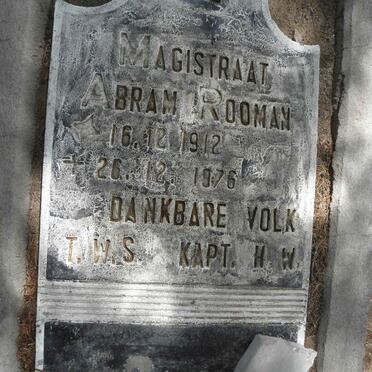 MAGISTRAAT
ABRAM ROOMAN
16.12.1912
26.12.1976
DANKBARE VOLK
T.W.S. KAPT. H.W.